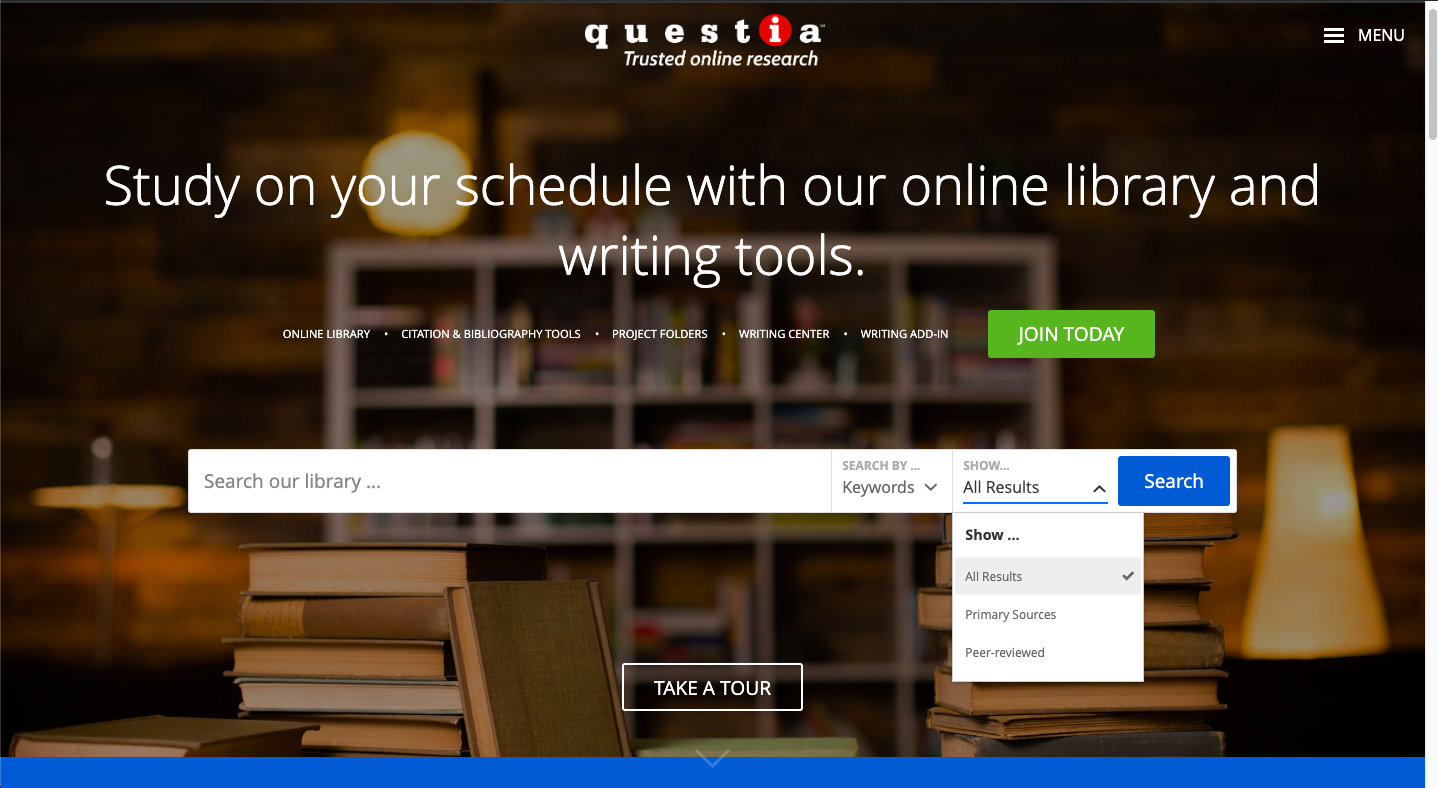 questia
Trusted online research
MENU
Study on your schedule with our online library and
writing tools.
ONLINE LIBRARY • CITATION & BIBLIOGRAPHY TOOLS • PROJECT FOLDERS • WRITING CENTER • WRITING ADD-IN
JOIN TODAY
Search our library ...
SEARCH BY ...
Keywords
SHOW...
All Results
Search
Show ...
All Results
Primary Sources
Peer-reviewed
TAKE A TOUR